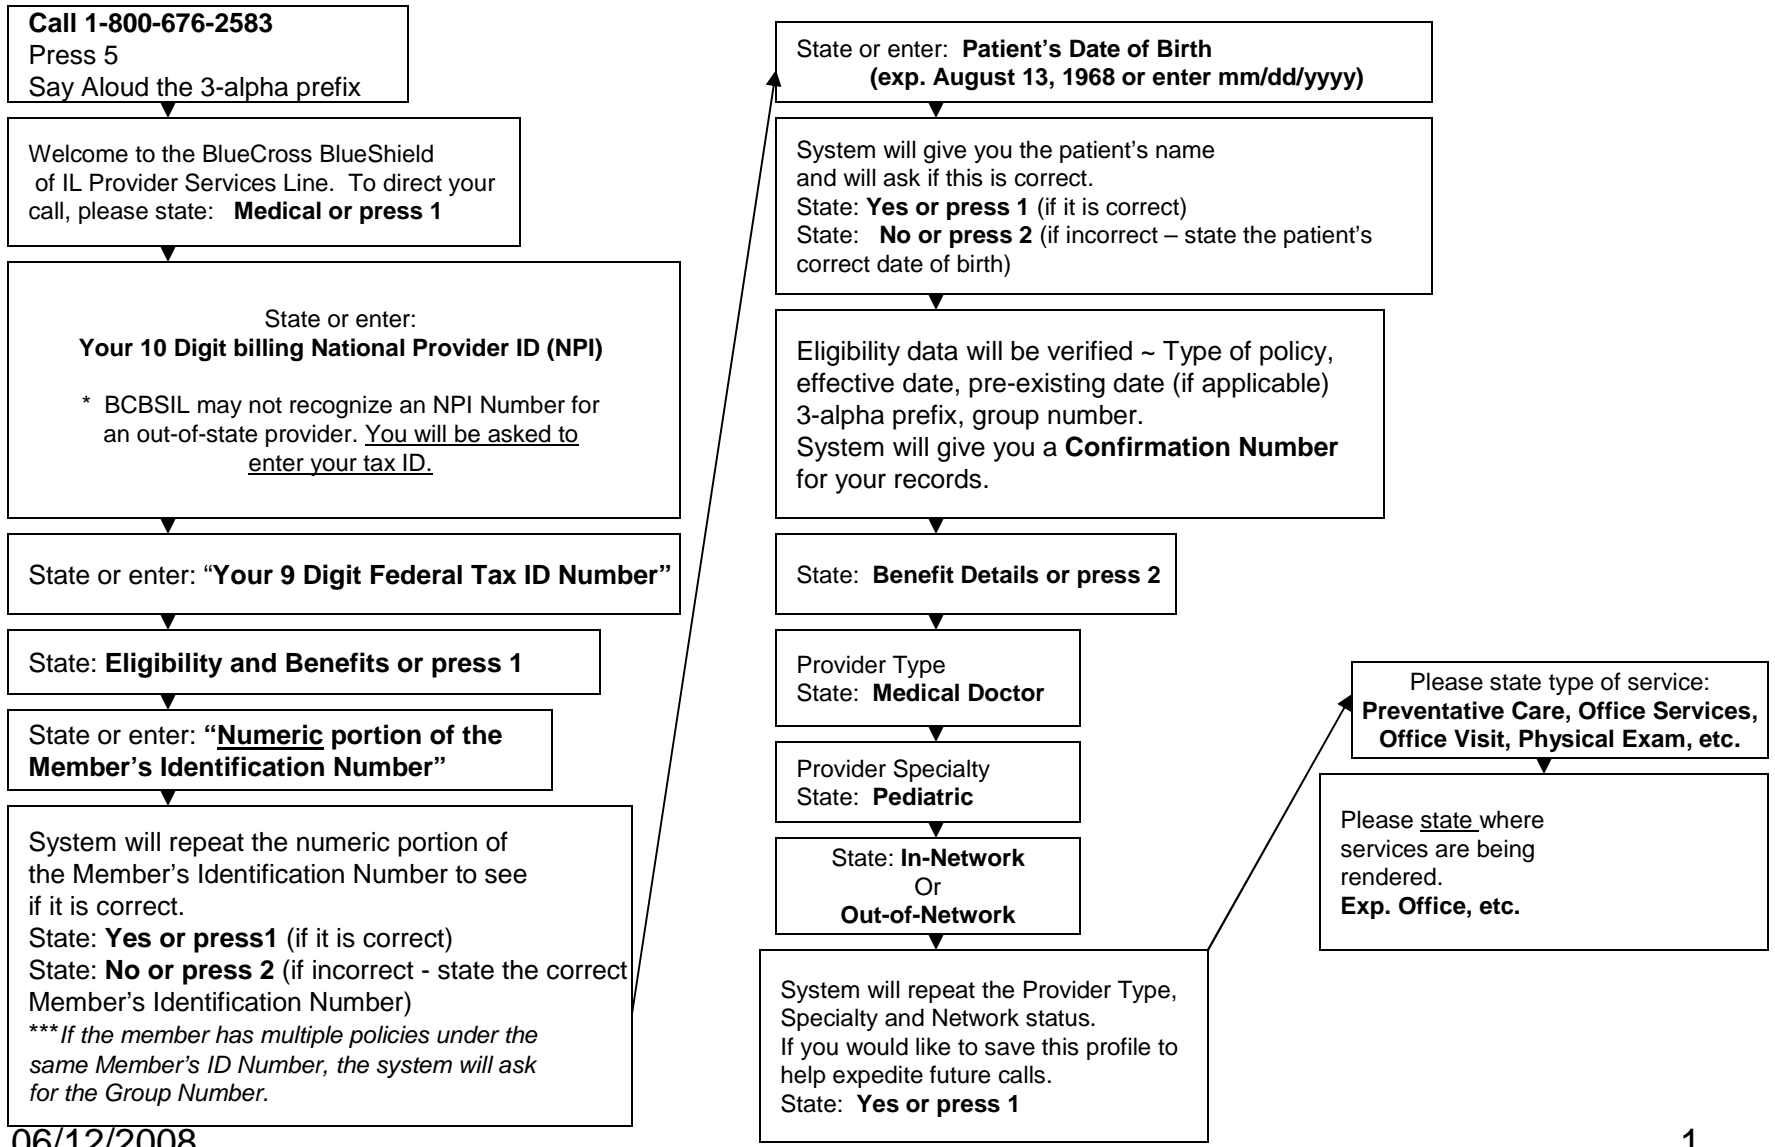 Call 1-800-676-2583
Press 5
Say Aloud the 3-alpha prefix
Welcome to the BlueCross BlueShield
of IL Provider Services Line. To direct your
call, please state: Medical or press 1
State or enter:
Your 10 Digit billing National Provider ID (NPI)
* BCBSIL may not recognize an NPI Number for
an out-of-state provider. You will be asked to
enter your tax ID.
State or enter: “Your 9 Digit Federal Tax ID Number”
State: Eligibility and Benefits or press 1
State or enter: “Numeric portion of the
Member’s Identification Number”
System will repeat the numeric portion of
the Member’s Identification Number to see
if it is correct.
State: Yes or press1 (if it is correct)
State: No or press 2 (if incorrect - state the correct
Member’s Identification Number)
***If the member has multiple policies under the
same Member’s ID Number, the system will ask
for the Group Number.
State or enter: Patient’s Date of Birth
(exp. August 13, 1968 or enter mm/dd/yyyy)
System will give you the patient’s name
and will ask if this is correct.
State: Yes or press 1 (if it is correct)
State: No or press 2 (if incorrect – state the patient’s
correct date of birth)
Eligibility data will be verified ~ Type of policy,
effective date, pre-existing date (if applicable)
3-alpha prefix, group number.
System will give you a Confirmation Number
for your records.
State: Benefit Details or press 2
Provider Type
State: Medical Doctor
Provider Specialty
State: Pediatric
State: In-Network
Or
Out-of-Network
System will repeat the Provider Type,
Specialty and Network status.
If you would like to save this profile to
help expedite future calls.
State: Yes or press 1
Please state type of service:
Preventative Care, Office Services,
Office Visit, Physical Exam, etc.
Please state where
services are being
rendered.
Exp. Office, etc.
06/12/2008
1